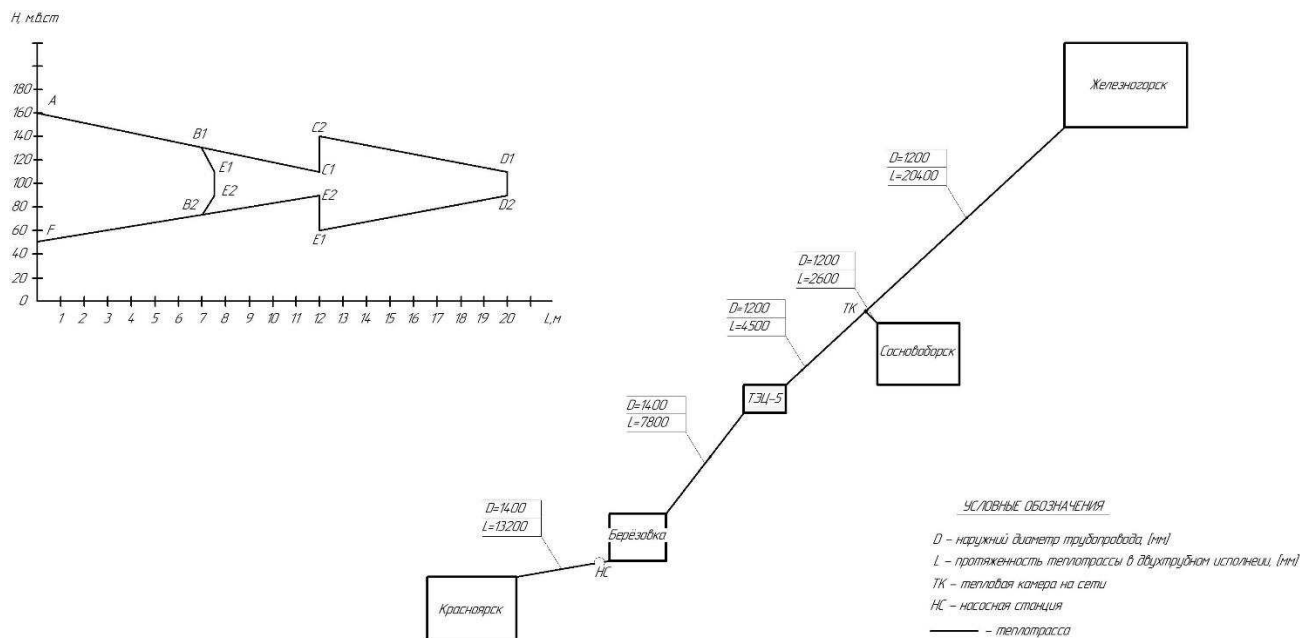 Н, м.в.ст
180
160
140
120
100
80
60
40
20
0
A
B1
E1
E2
B2
F
C2
C1
E2
E1
D1
D2
1 2 3 4 5 6 7 8 9 10 11 12 13 14 15 16 17 18 19 20 L,м
Железногорск
D=1200
L=20400
D=1200
L=2600
D=1200
L=4500
ТК
Сосновоборск
ТЭЦ-5
D=1400
L=7800
Берёзовка
D=1400
L=13200
НС
Красноярск
УСЛОВНЫЕ ОБОЗНАЧЕНИЯ
D - наружний диаметр трубопровода, (мм)
L - протяженность теплотрассы в двухтрубном исполнеии, (мм)
ТК - тепловая камера на сети
НС - насосная станция
- теплотрасса